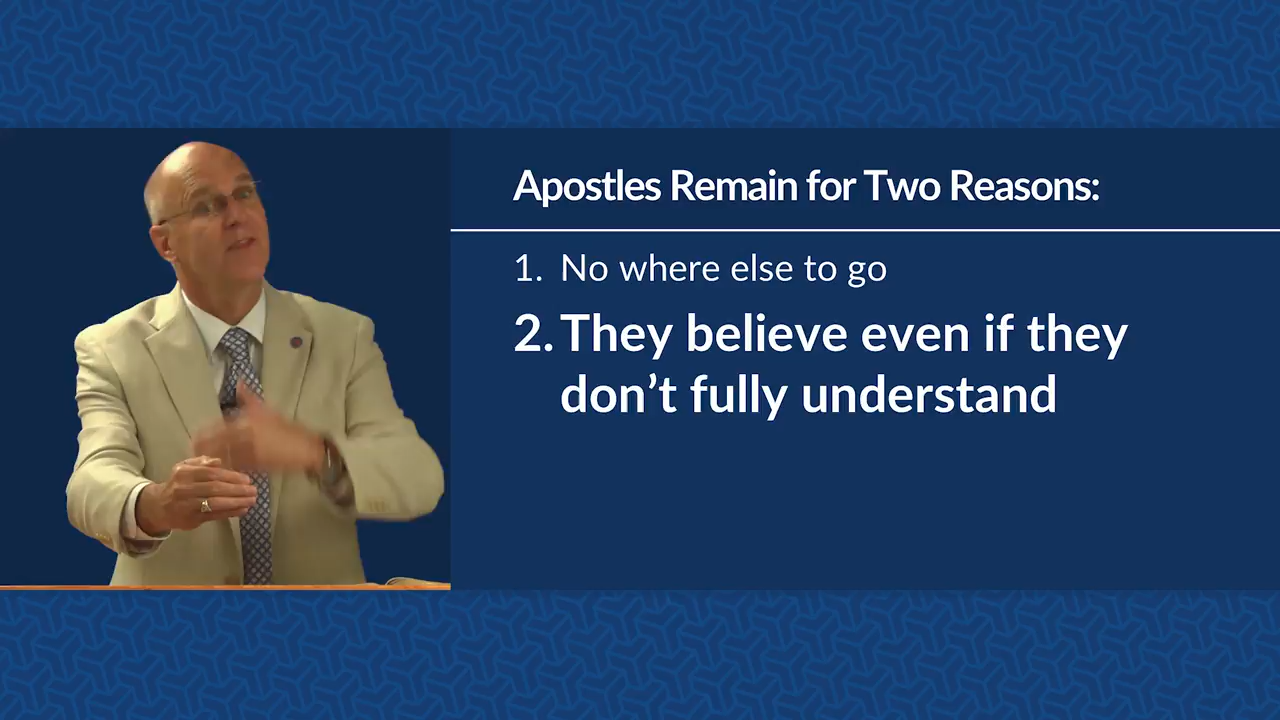 Apostles Remain for Two Reasons:
1. No where else to go
2. They believe even if they
don’t fully understand